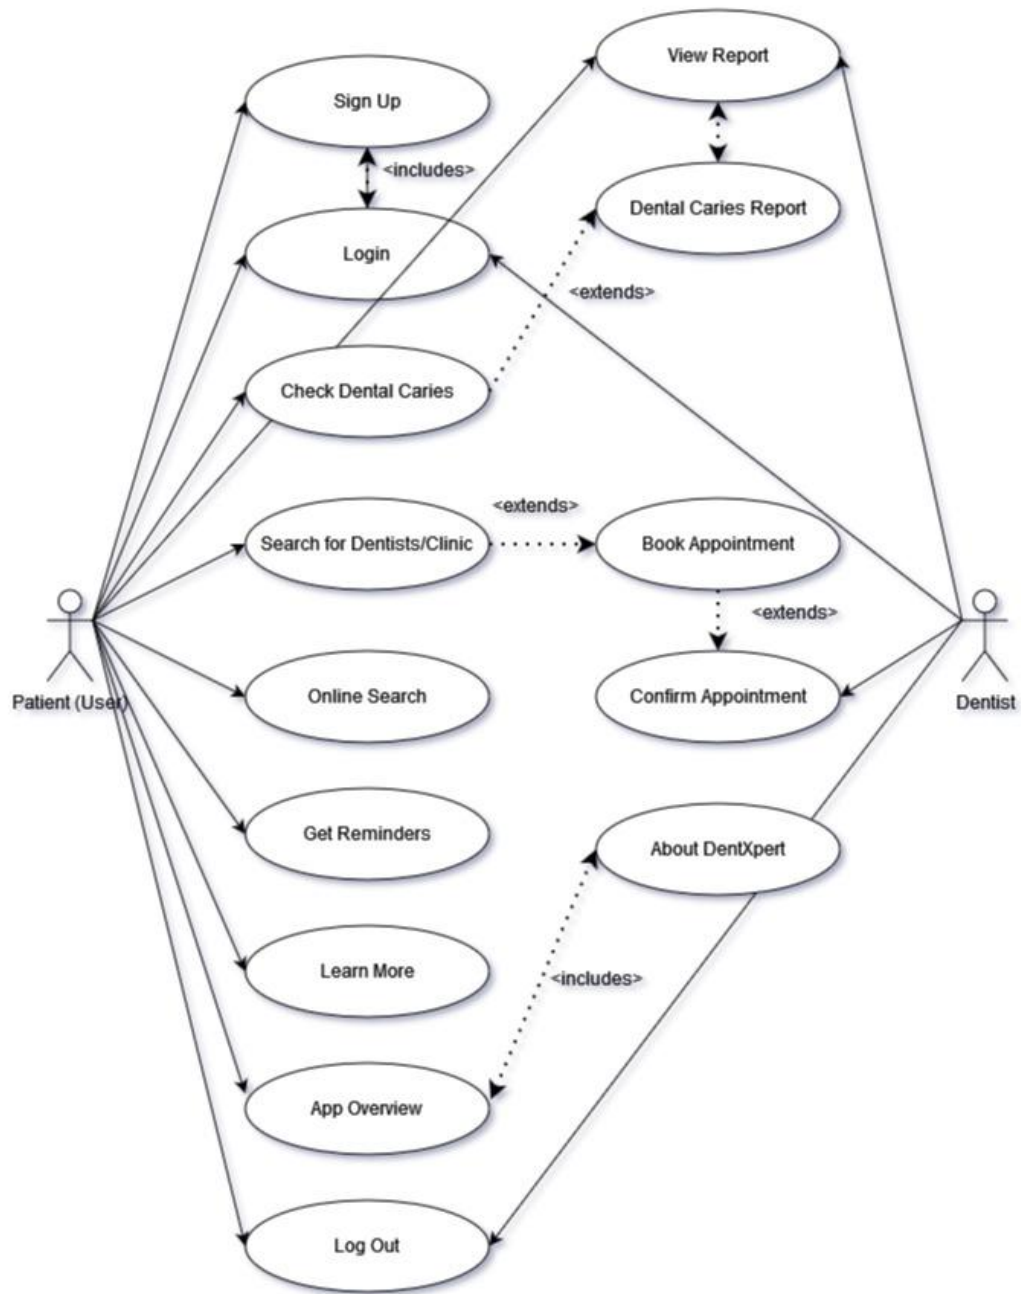 View Report
Sign Up
<includes>
Dental Caries Report
Login
<extends>
Check Dental Caries
<extends>
Search for Dentists/Clinic
Book Appointment
<extends>
Patient (User)
Online Search
Confirm Appointment
Dentist
Get Reminders
About DentXpert
Learn More
<includes>
App Overview
Log Out